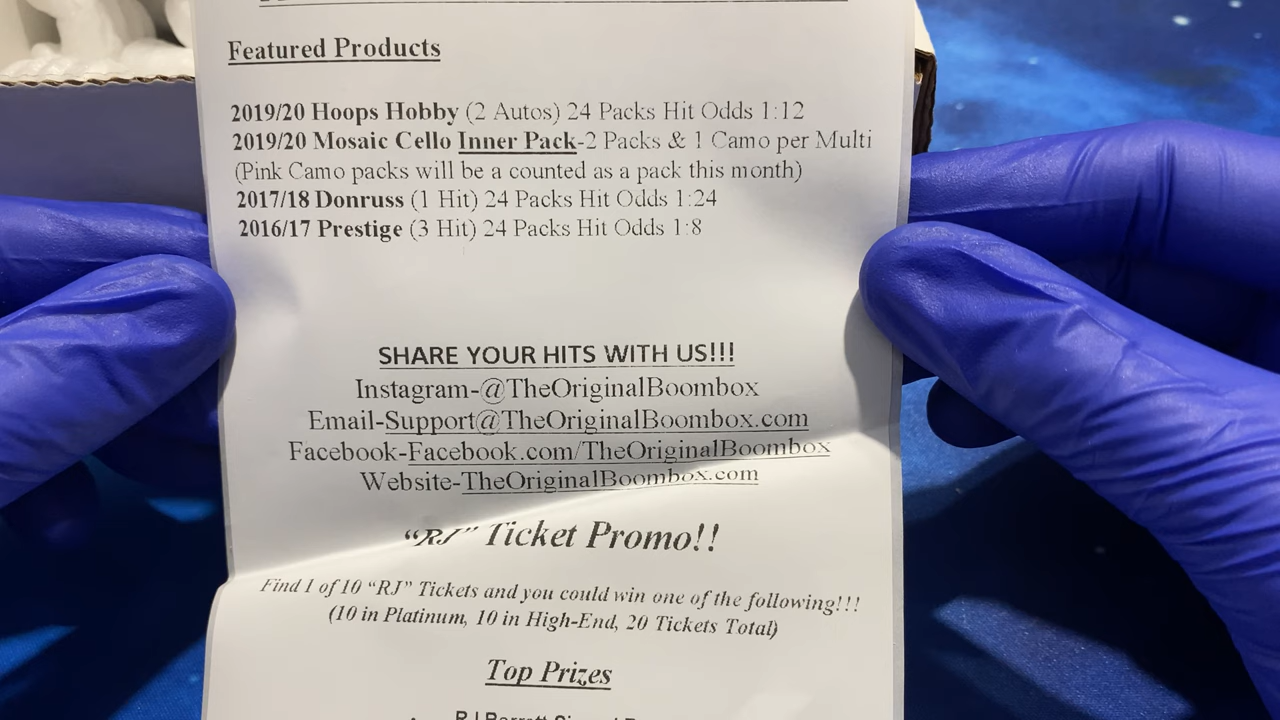 Featured Products
2019/20 Hoops Hobby (2 Autos) 24 Packs Hit Odds 1:12
2019/20 Mosaic Cello Inner Pack-2 Packs & 1 Camo per Multi
(Pink Camo packs will be a counted as a pack this month)
2017/18 Donruss (1 Hit) 24 Packs Hit Odds 1:24
2016/17 Prestige (3 Hit) 24 Packs Hit Odds 1:8
SHARE YOUR HITS WITH US!!!
Instagram-@TheOriginalBoombox
Email-Support@TheOriginalBoombox.com
Facebook-Facebook.com/TheOriginalBoombox
Website-TheOriginalBoombox.com
“RJ” Ticket Promo!!
Find 1 of 10 “RJ” Tickets and you could win one of the following!!!
(10 in Platinum, 10 in High-End, 20 Tickets Total)
Top Prizes